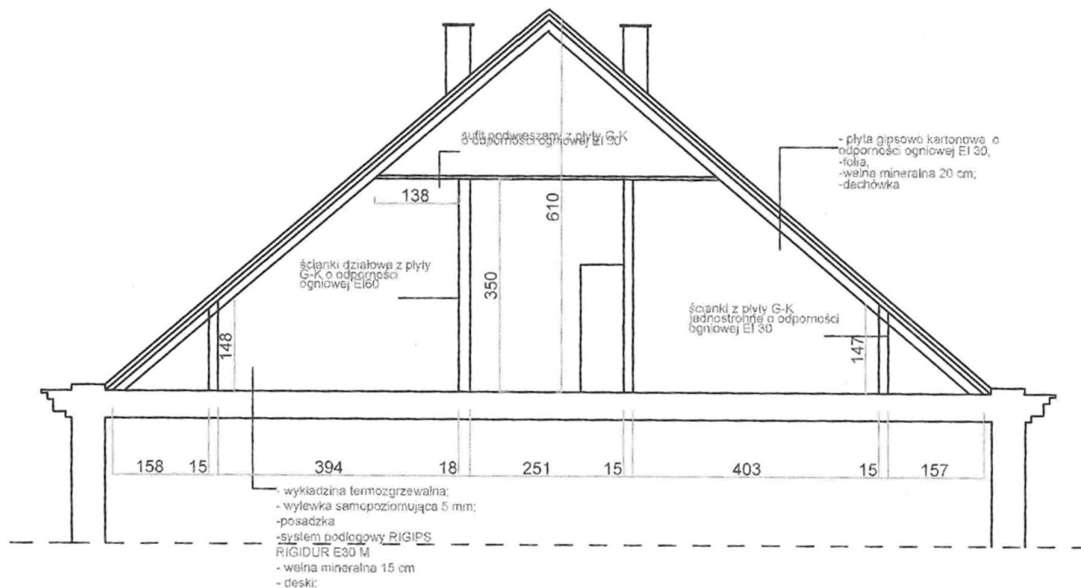 sufit podwieszany z płyty G-K
o odporności ogniowej EI 30
- płyta gipsowo kartonowa o
odporności ogniowej EI 30,
-folia,
-wełna mineralna 20 cm;
-dachówka
138
610
350
ścianki działowe z płyty
G-K o odporności
ogniowej EI60
ścianki z płyty G-K
jednostronne o odporności
ogniowej EI 30
148
147
158 15 394 18 251 15 403 15 157
- wykładzina termozgrzewalna;
- wylewka samopoziomująca 5 mm;
-posadzka
-system podłogowy RIGIPS
RIGIDUR E30 M
- wełna mineralna 15 cm
- deski;